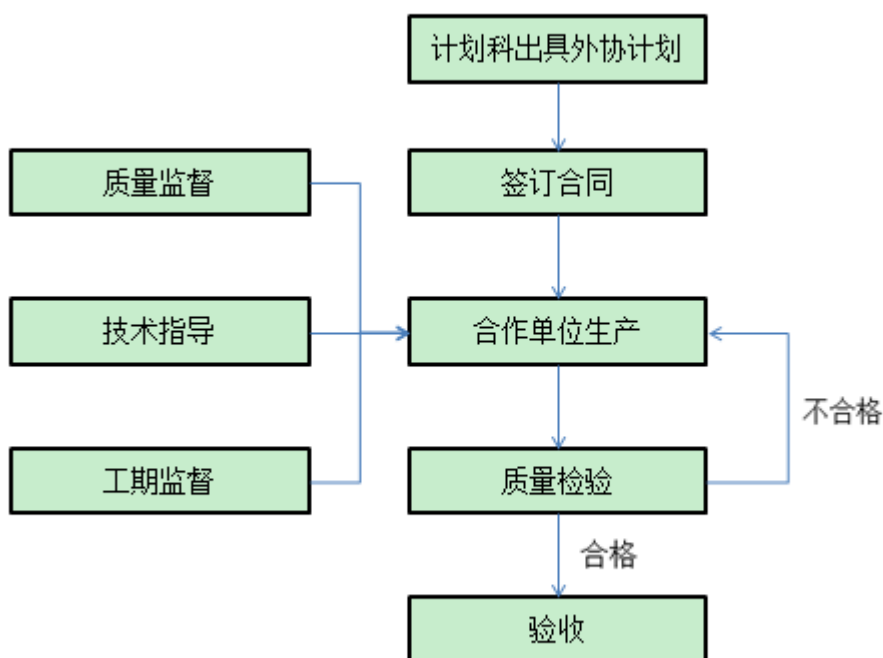 计划科出具外协计划
质量监督
签订合同
技术指导
合作单位生产
不合格
工期监督
质量检验
合格
验收